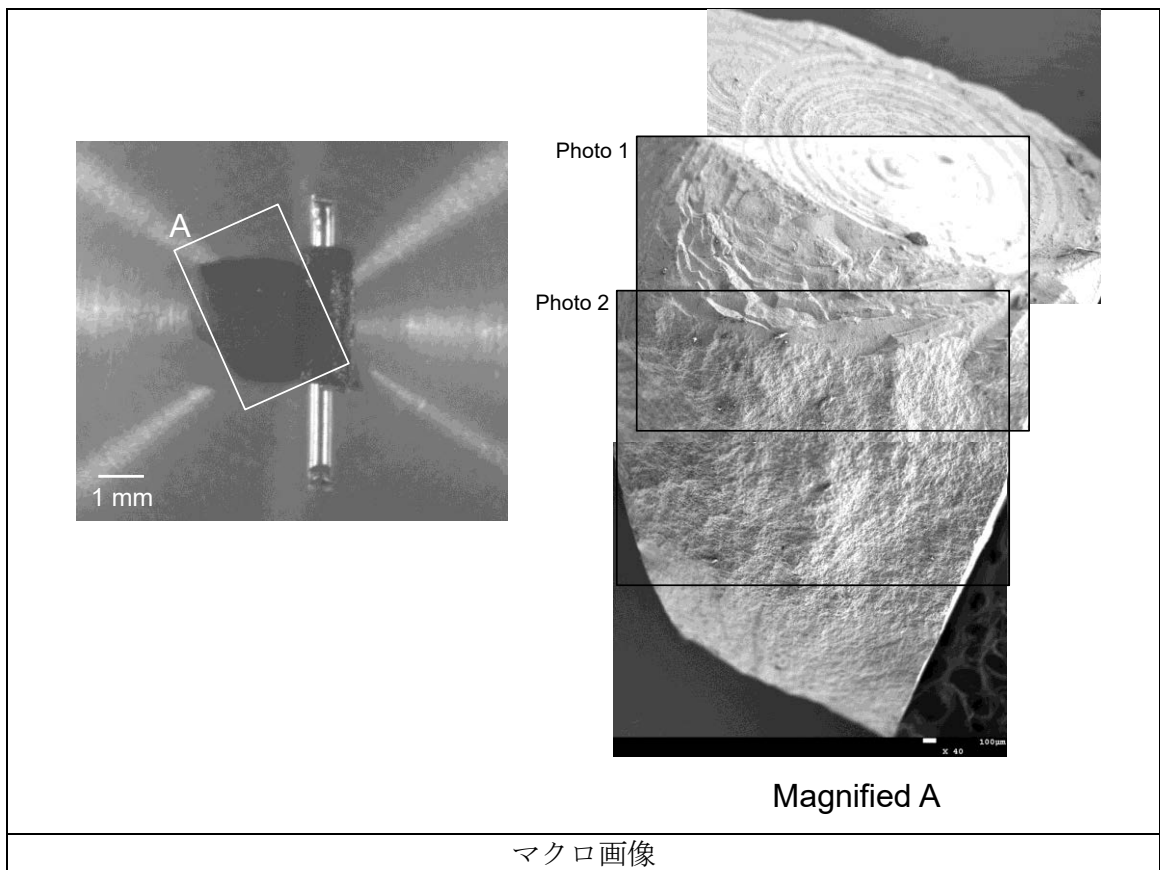 A
1 mm
Photo 1
Photo 2
100μm
X 40
Magnified A
マクロ画像